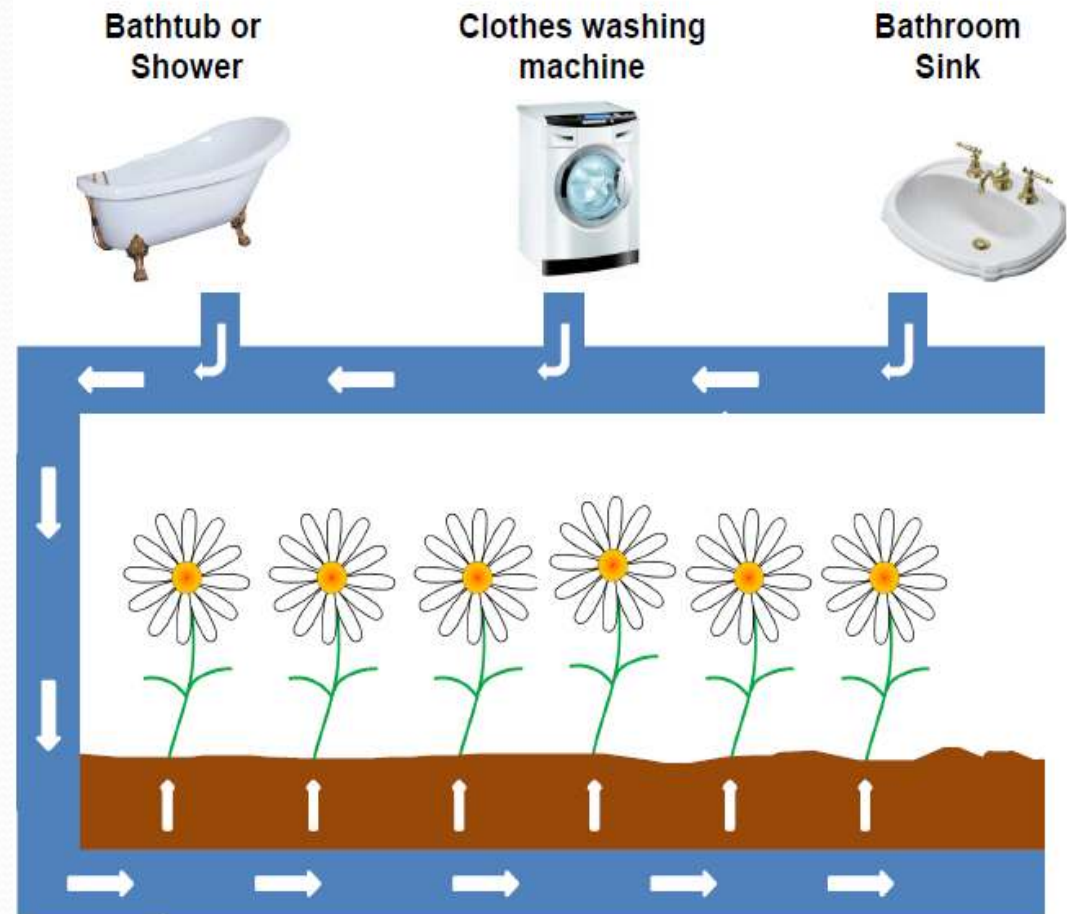 Bathtub or
Shower
Clothes washing
machine
Bathroom
Sink